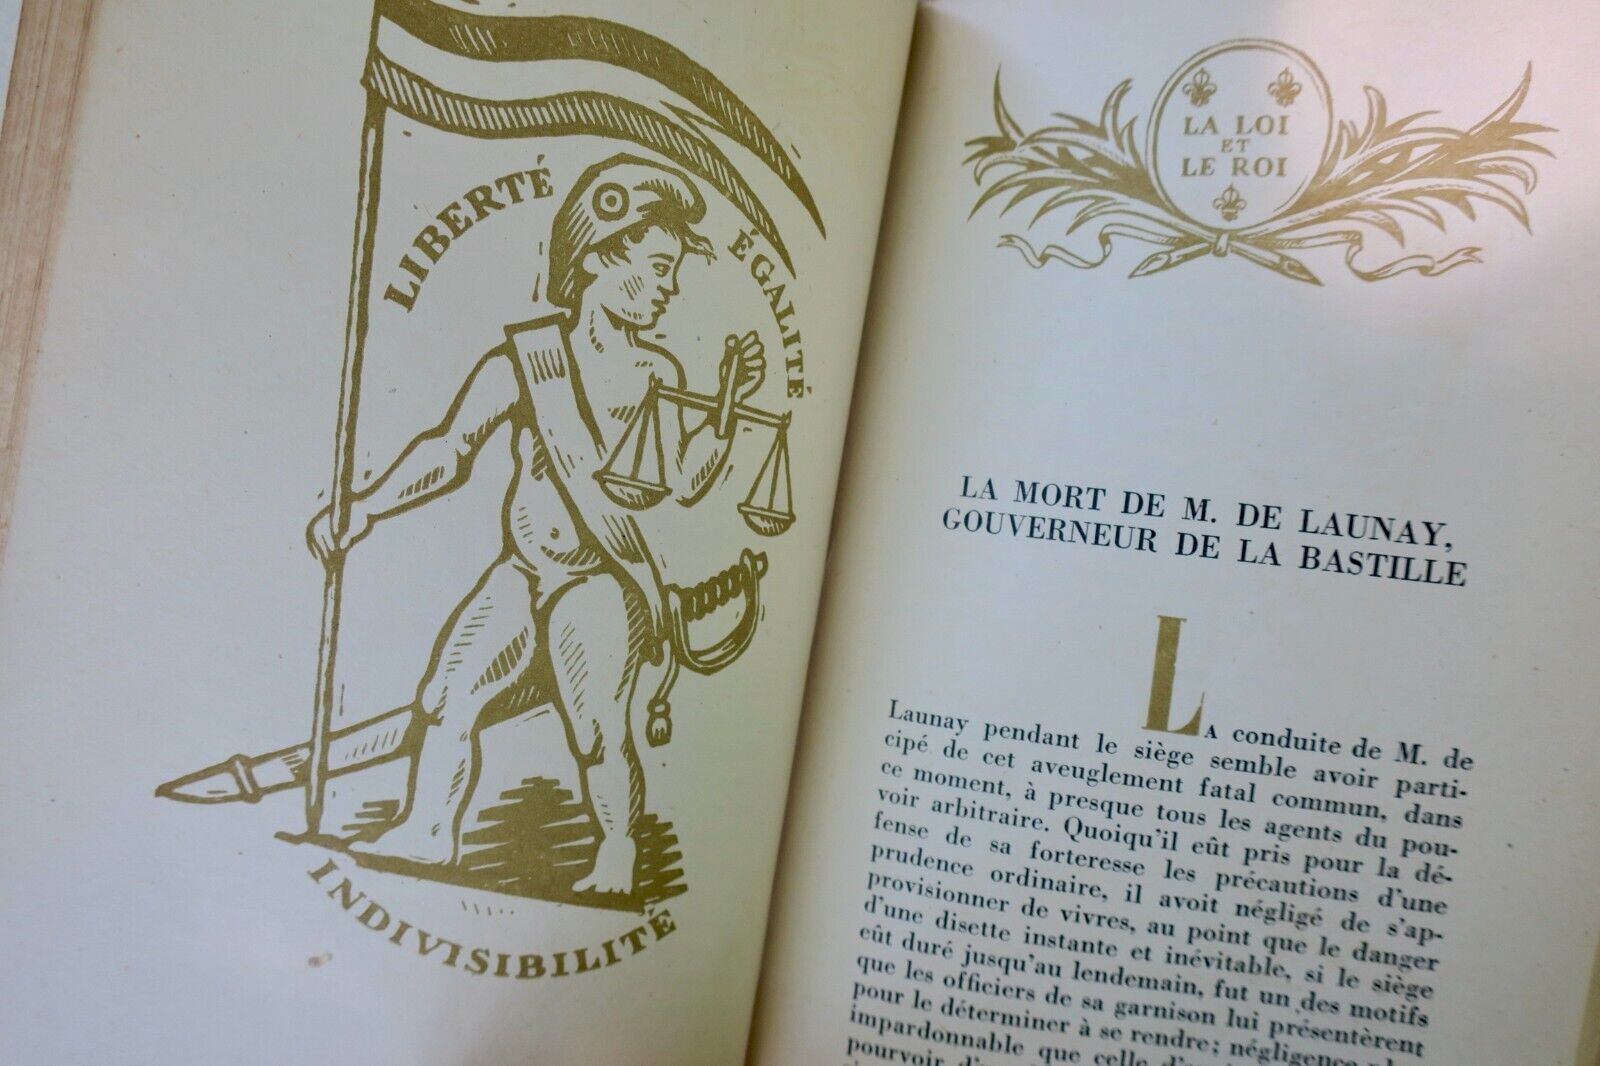 LIBERTÉ
ÉGALITÉ
INDIVISIBILITÉ
LA LOI
ET
LE ROI
LA MORT DE M. DE LAUNAY,
GOUVERNEUR DE LA BASTILLE
LA conduite de M. de
Launay pendant le siège semble avoir parti-
cipé de cet aveuglement fatal commun, dans
ce moment, à presque tous les agents du pou-
voir arbitraire. Quoiqu'il eût pris pour la dé-
fense de sa forteresse les précautions d'une
prudence ordinaire, il avoit négligé de s'ap-
provisionner de vivres, au point que le danger
d'une disette instante et inévitable, si le siège
eût duré jusqu'au lendemain, fut un des motifs
que les officiers de sa garnison lui présentèrent
pour le déterminer à se rendre; négligence
impardonnable que celle
pourvoir